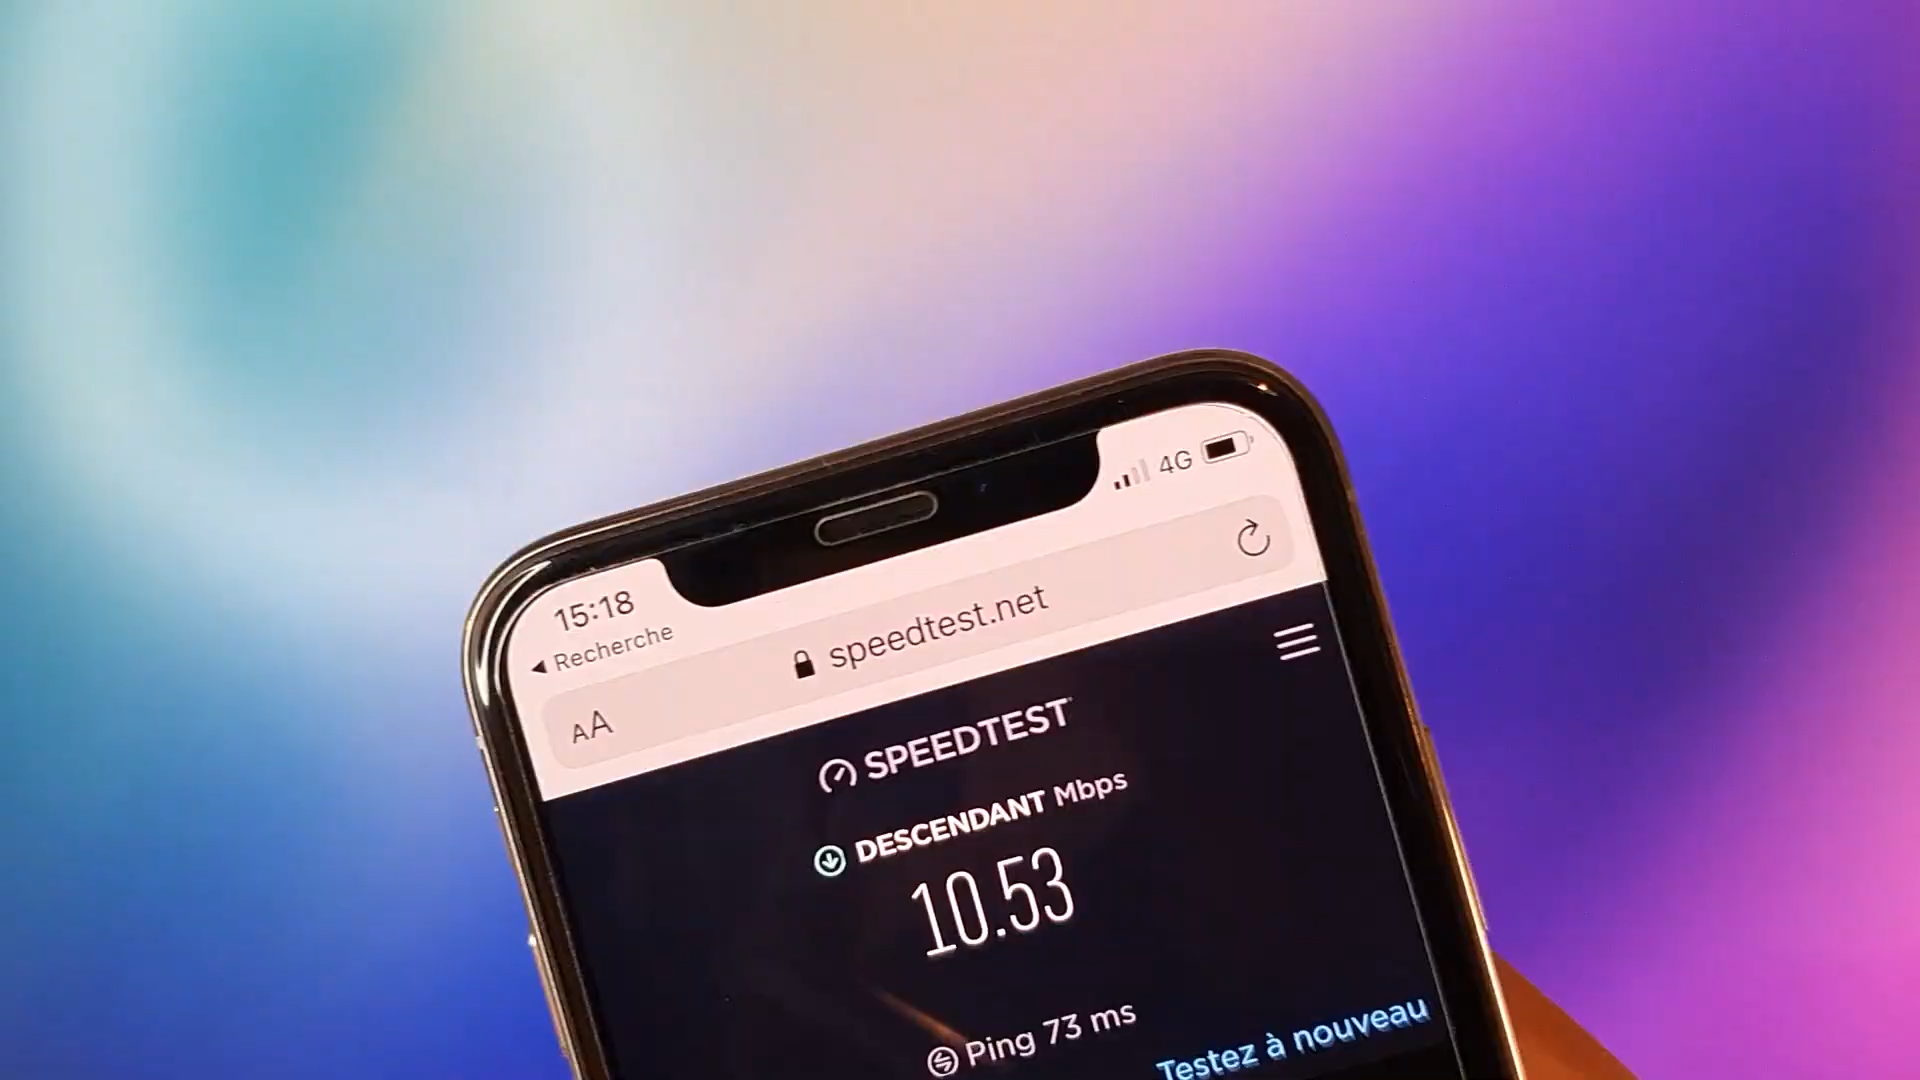 4G
15:18
Recherche
AA
speedtest.net
SPEEDTEST
DESCENDANT Mbps
10.53
Ping 73 ms
Testez à nouveau